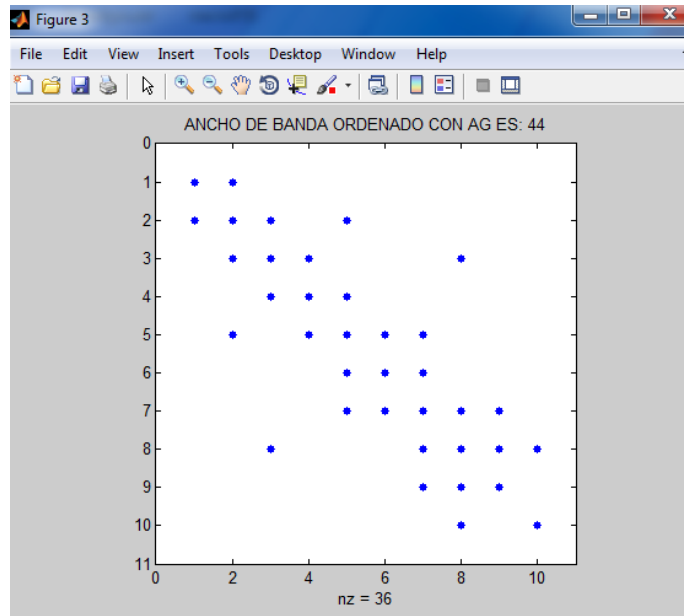 Figure 3
File Edit View Insert Tools Desktop Window Help
ANCHO DE BANDA ORDENADO CON AG ES: 44
0
1
2
3
4
5
6
7
8
9
10
11
0 2 4 6 8 10
nz = 36